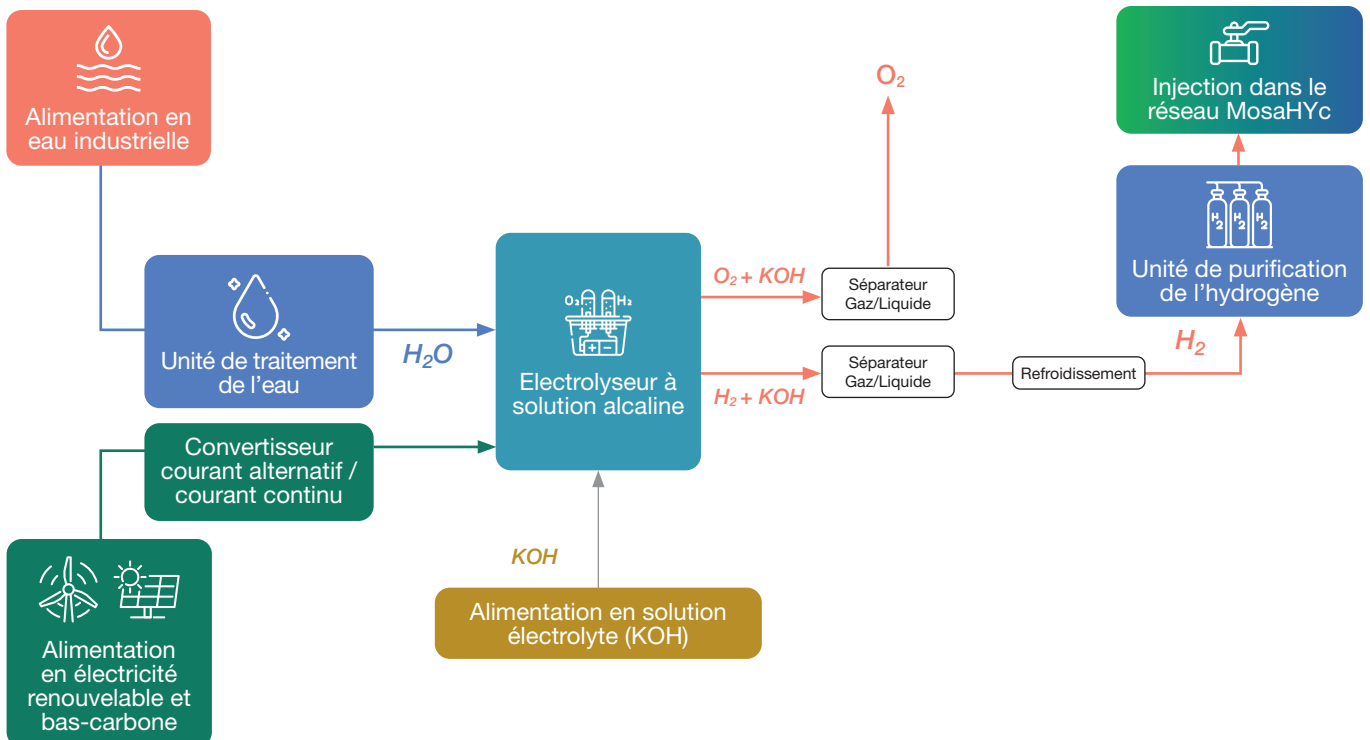 Alimentation en
eau industrielle
Unité de traitement
de l'eau
H₂O
Convertisseur
courant alternatif /
courant continu
Alimentation
en électricité
renouvelable et
bas-carbone
O₂ H₂
Electrolyseur à
solution alcaline
KOH
Alimentation en solution
électrolyte (KOH)
O₂ + KOH
Séparateur
Gaz/Liquide
O₂
H₂ + KOH
Séparateur
Gaz/Liquide
Refroidissement
H₂
H₂ H₂ H₂
Unité de purification
de l'hydrogène
Injection dans le
réseau MosaHYc